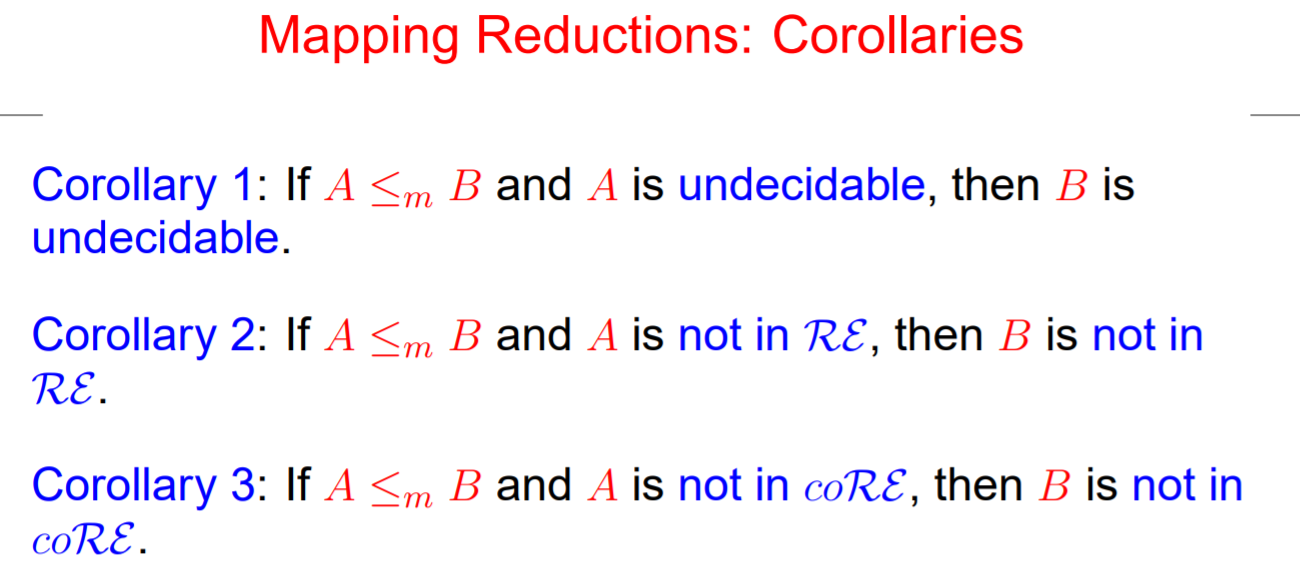 Mapping Reductions: Corollaries
Corollary 1: If A ≤m B and A is undecidable, then B is
undecidable.
Corollary 2: If A ≤m B and A is not in ℛℰ, then B is not in
ℛℰ.
Corollary 3: If A ≤m B and A is not in coℛℰ, then B is not in
coℛℰ.